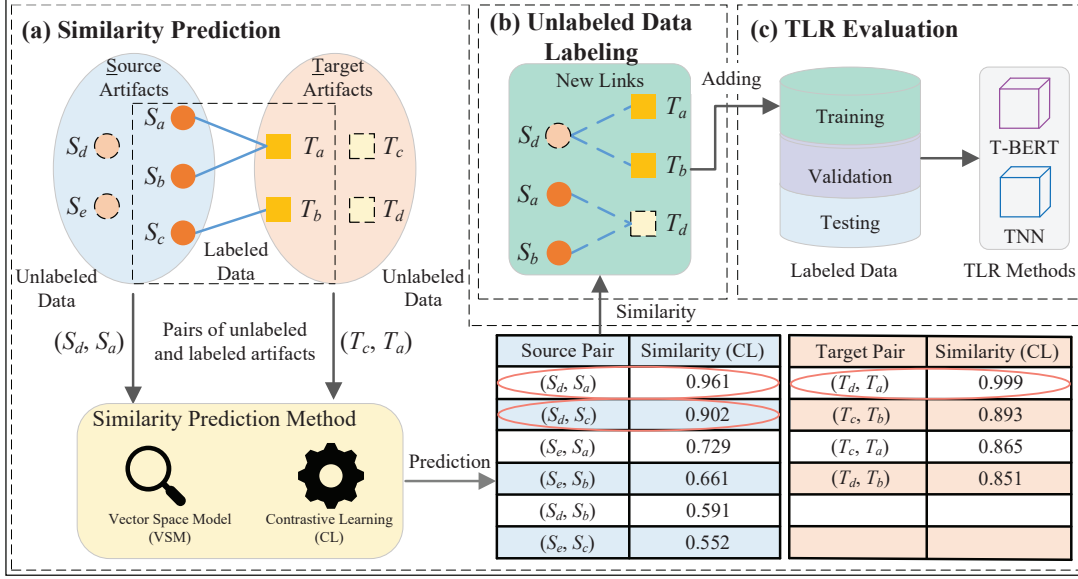 (a) Similarity Prediction
Source
Artifacts
Target
Artifacts
S_a
S_d
S_b
S_e
S_c
T_a
T_c
T_b
T_d
Labeled
Data
Unlabeled
Data
Unlabeled
Data
(S_d, S_a)
Pairs of unlabeled
and labeled artifacts
(T_c, T_a)
Similarity Prediction Method
Vector Space Model
(VSM)
Contrastive Learning
(CL)
Prediction
(b) Unlabeled Data
Labeling
New Links
S_d
T_a
T_b
S_a
T_d
S_b
Adding
Similarity
(c) TLR Evaluation
Training
Validation
Testing
Labeled Data
T-BERT
TNN
TLR Methods
Source Pair Similarity (CL)
(S_d, S_a) 0.961
(S_d, S_c) 0.902
(S_e, S_a) 0.729
(S_e, S_b) 0.661
(S_d, S_b) 0.591
(S_e, S_c) 0.552
Target Pair Similarity (CL)
(T_d, T_a) 0.999
(T_c, T_b) 0.893
(T_c, T_a) 0.865
(T_d, T_b) 0.851